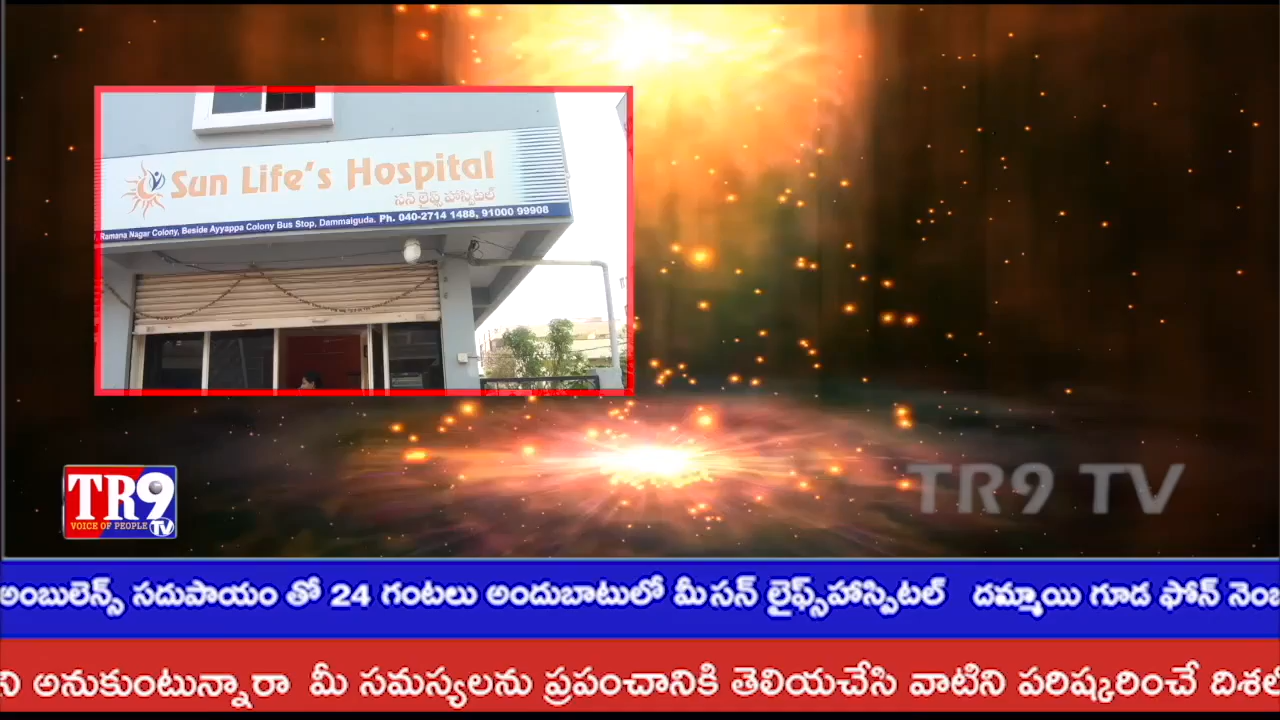 Sun Life's Hospital
సన్ లైఫ్స్ హాస్పిటల్
Ramana Nagar Colony, Beside Ayyappa Colony Bus Stop, Dammaiguda. Ph. 040-2714 1488, 91000 99908
TR9 TV
TR9
VOICE OF PEOPLE
TV
అంబులెన్స్ సదుపాయం తో 24 గంటలు అందుబాటులో మీ సన్ లైఫ్స్‌హాస్పిటల్ దమ్మాయి గూడ ఫోన్ నెంబ
ని అనుకుంటున్నారా మీ సమస్యలను ప్రపంచానికి తెలియచేసి వాటిని పరిష్కరించే దిశలో